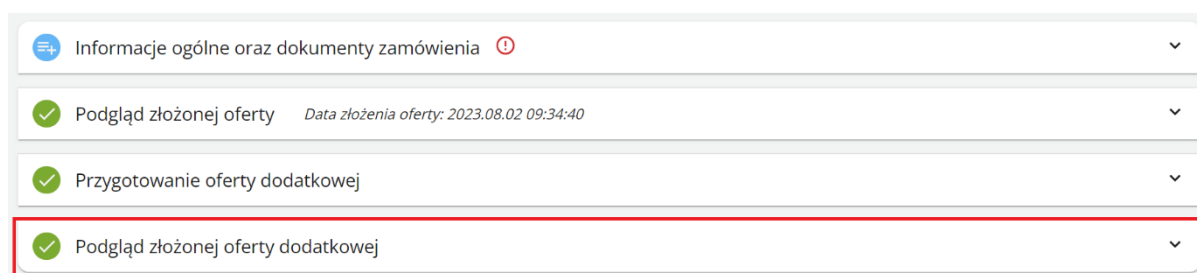 Informacje ogólne oraz dokumenty zamówienia
Podgląd złożonej oferty Data złożenia oferty: 2023.08.02 09:34:40
Przygotowanie oferty dodatkowej
Podgląd złożonej oferty dodatkowej